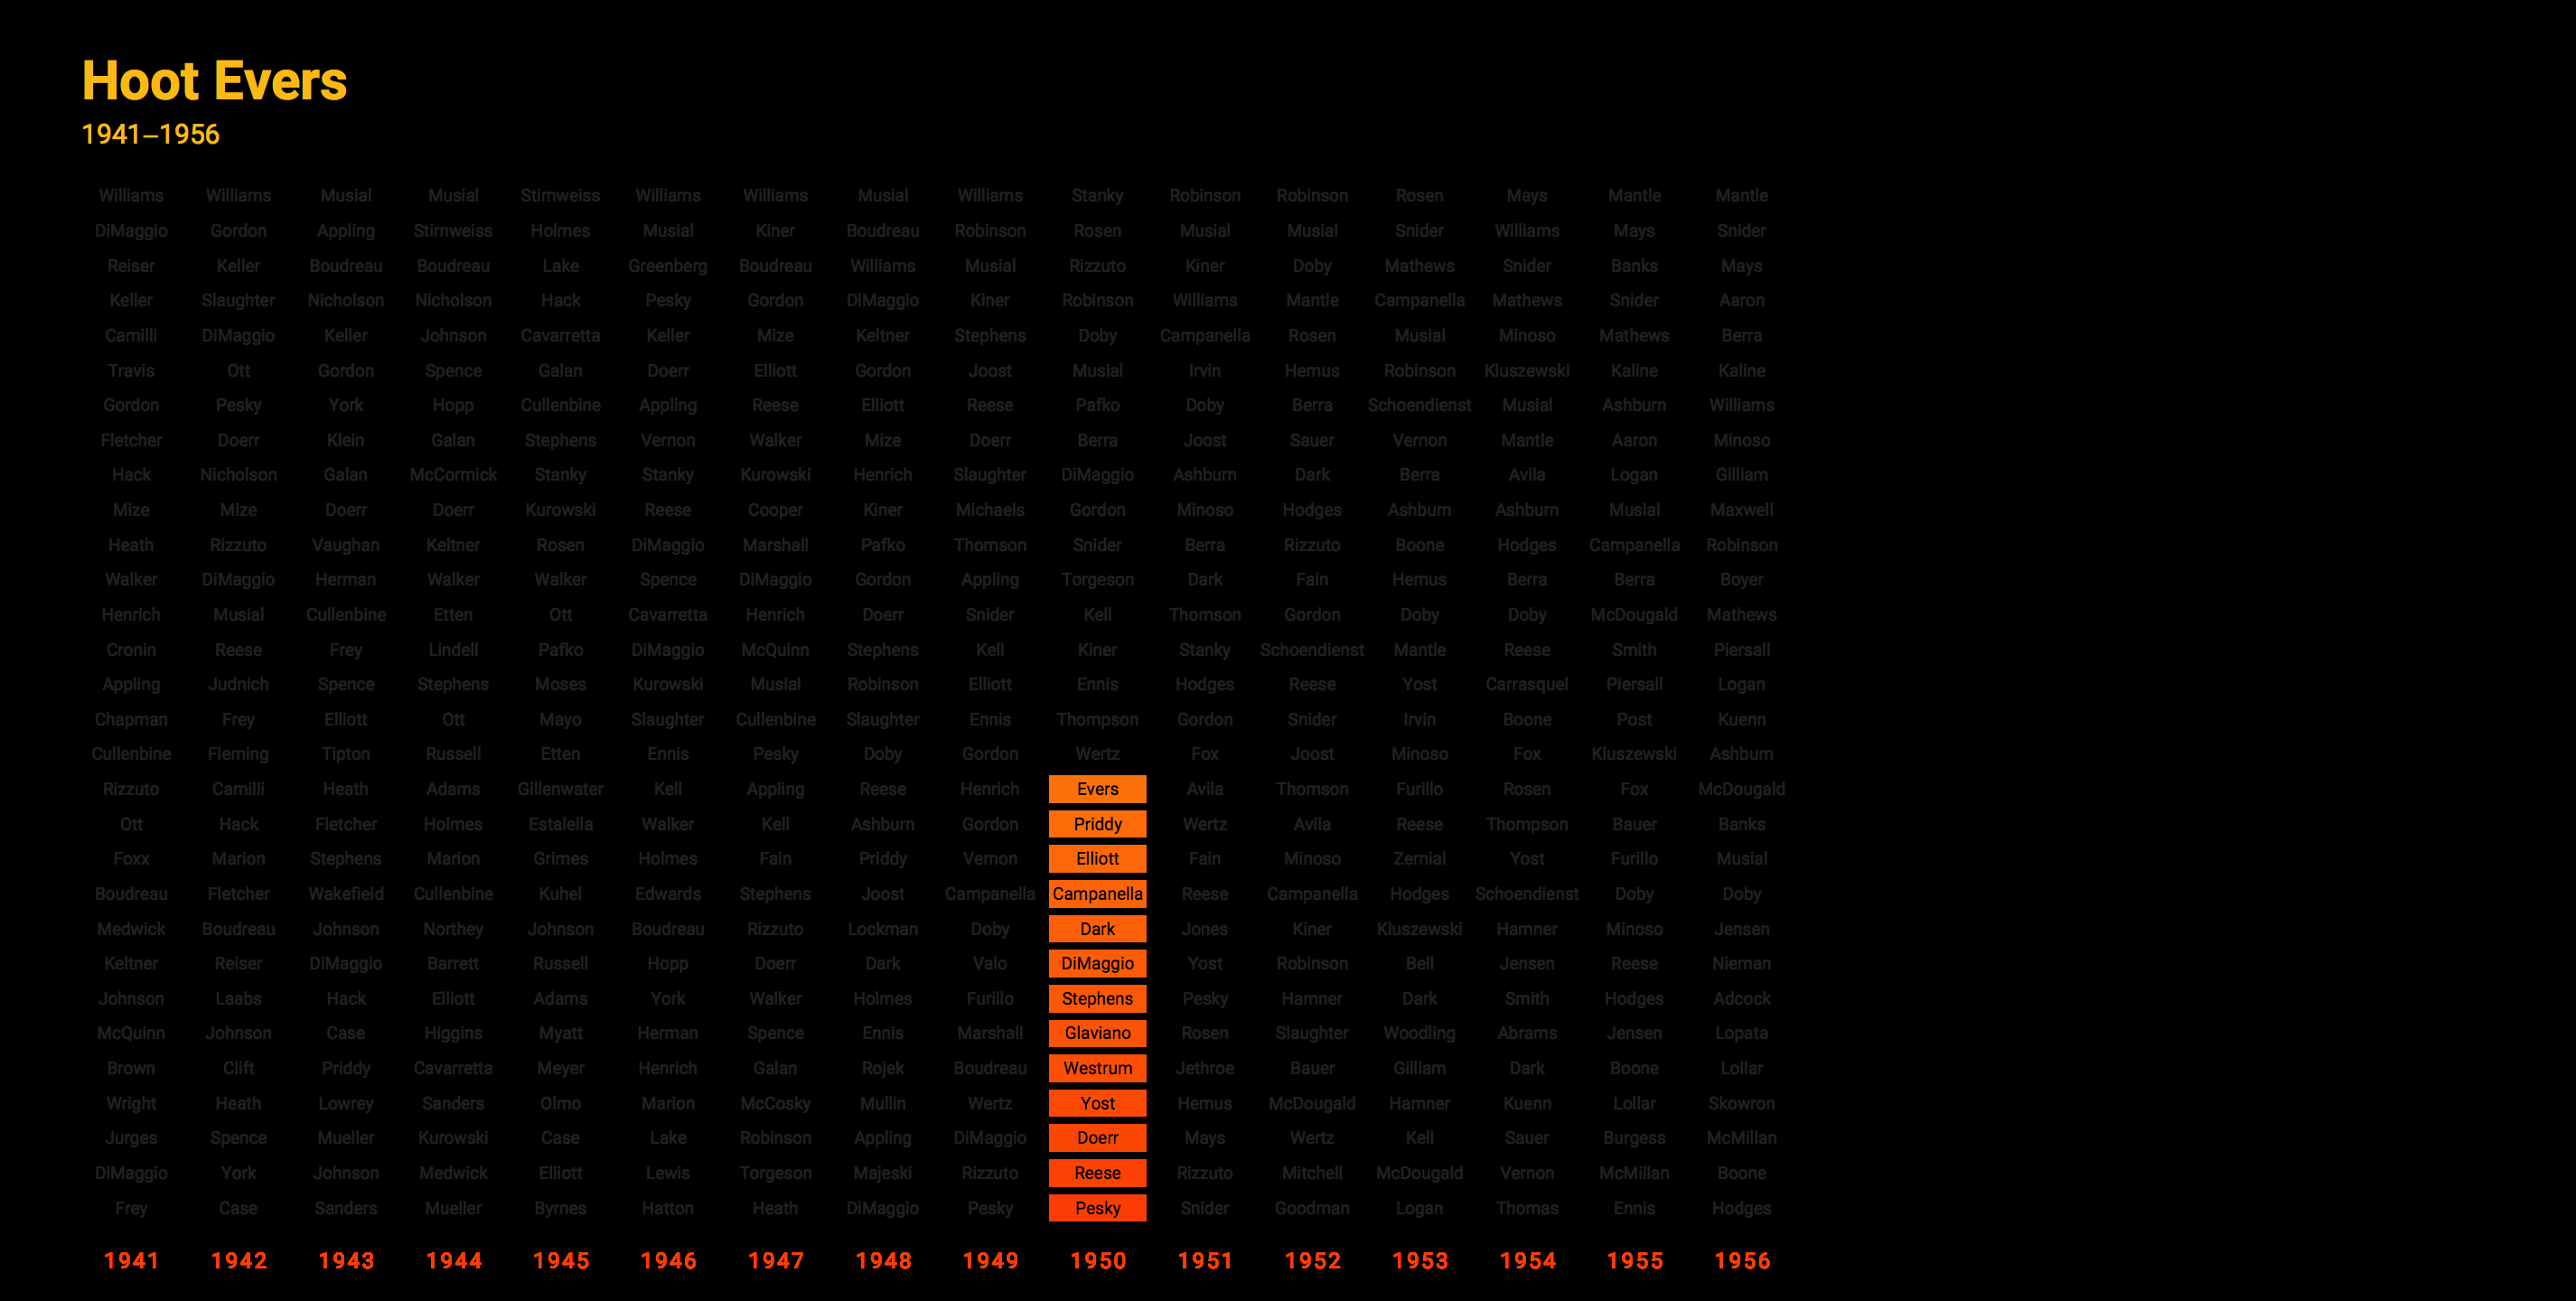 Hoot Evers
1941–1956
Williams Williams Musial Musial Stirnweiss Williams Williams Musial Williams Stanky Robinson Robinson Rosen Mays Mantle Mantle
DiMaggio Gordon Appling Stirnweiss Holmes Musial Kiner Boudreau Robinson Rosen Musial Musial Snider Williams Mays Snider
Reiser Keller Boudreau Boudreau Lake Greenberg Boudreau Williams Musial Rizzuto Kiner Doby Mathews Snider Banks Mays
Keller Slaughter Nicholson Nicholson Hack Pesky Gordon DiMaggio Kiner Robinson Williams Mantle Campanella Mathews Snider Aaron
Camilli DiMaggio Keller Johnson Cavarretta Keller Mize Keltner Stephens Doby Campanella Rosen Musial Minoso Mathews Berra
Travis Ott Gordon Spence Galan Doerr Elliott Gordon Joost Musial Irvin Hemus Robinson Kluszewski Kaline Kaline
Gordon Pesky York Hopp Cullenbine Appling Reese Elliott Reese Pafko Doby Berra Schoendienst Musial Ashburn Williams
Fletcher Doerr Klein Galan Stephens Vernon Walker Mize Doerr Berra Joost Sauer Vernon Mantle Aaron Minoso
Hack Nicholson Galan McCormick Stanky Stanky Kurowski Henrich Slaughter DiMaggio Ashburn Dark Berra Avila Logan Gilliam
Mize Mize Doerr Doerr Kurowski Reese Cooper Kiner Michaels Gordon Minoso Hodges Ashburn Ashburn Musial Maxwell
Heath Rizzuto Vaughan Keltner Rosen DiMaggio Marshall Pafko Thomson Snider Berra Rizzuto Boone Hodges Campanella Robinson
Walker DiMaggio Herman Walker Walker Spence DiMaggio Gordon Appling Torgeson Dark Fain Hemus Berra Berra Boyer
Henrich Musial Cullenbine Etten Ott Cavarretta Henrich Doerr Snider Kell Thomson Gordon Doby Doby McDougald Mathews
Cronin Reese Frey Lindell Pafko DiMaggio McQuinn Stephens Kell Kiner Stanky Schoendienst Mantle Reese Smith Piersall
Appling Judnich Spence Stephens Moses Kurowski Musial Robinson Elliott Ennis Hodges Reese Yost Carrasquel Piersall Logan
Chapman Frey Elliott Ott Mayo Slaughter Cullenbine Slaughter Ennis Thompson Gordon Snider Irvin Boone Post Kuenn
Cullenbine Fleming Tipton Russell Etten Ennis Pesky Doby Gordon Wertz Fox Joost Minoso Fox Kluszewski Ashburn
Rizzuto Camilli Heath Adams Gillenwater Kell Appling Reese Henrich Evers Avila Thomson Furillo Rosen Fox McDougald
Ott Hack Fletcher Holmes Estalella Walker Kell Ashburn Gordon Priddy Wertz Avila Reese Thompson Bauer Banks
Foxx Marion Stephens Marion Grimes Holmes Fain Priddy Vernon Elliott Fain Minoso Zernial Yost Furillo Musial
Boudreau Fletcher Wakefield Cullenbine Kuhel Edwards Stephens Joost Campanella Campanella Reese Campanella Hodges Schoendienst Doby Doby
Medwick Boudreau Johnson Northey Johnson Boudreau Rizzuto Lockman Doby Dark Jones Kiner Kluszewski Hamner Minoso Jensen
Keltner Reiser DiMaggio Barrett Russell Hopp Doerr Dark Valo DiMaggio Yost Robinson Bell Jensen Reese Nieman
Johnson Laabs Hack Elliott Adams York Walker Holmes Furillo Stephens Pesky Hamner Dark Smith Hodges Adcock
McQuinn Johnson Case Higgins Myatt Herman Spence Ennis Marshall Glaviano Rosen Slaughter Woodling Abrams Jensen Lopata
Brown Clift Priddy Cavarretta Meyer Henrich Galan Rojek Boudreau Westrum Jethroe Bauer Gilliam Dark Boone Lollar
Wright Heath Lowrey Sanders Olmo Marion McCosky Mullin Wertz Yost Hemus McDougald Hamner Kuenn Lollar Skowron
Jurges Spence Mueller Kurowski Case Lake Robinson Appling DiMaggio Doerr Mays Wertz Kell Sauer Burgess McMillan
DiMaggio York Johnson Medwick Elliott Lewis Torgeson Majeski Rizzuto Reese Rizzuto Mitchell McDougald Vernon McMillan Boone
Frey Case Sanders Mueller Byrnes Hatton Heath DiMaggio Pesky Pesky Snider Goodman Logan Thomas Ennis Hodges
1941 1942 1943 1944 1945 1946 1947 1948 1949 1950 1951 1952 1953 1954 1955 1956